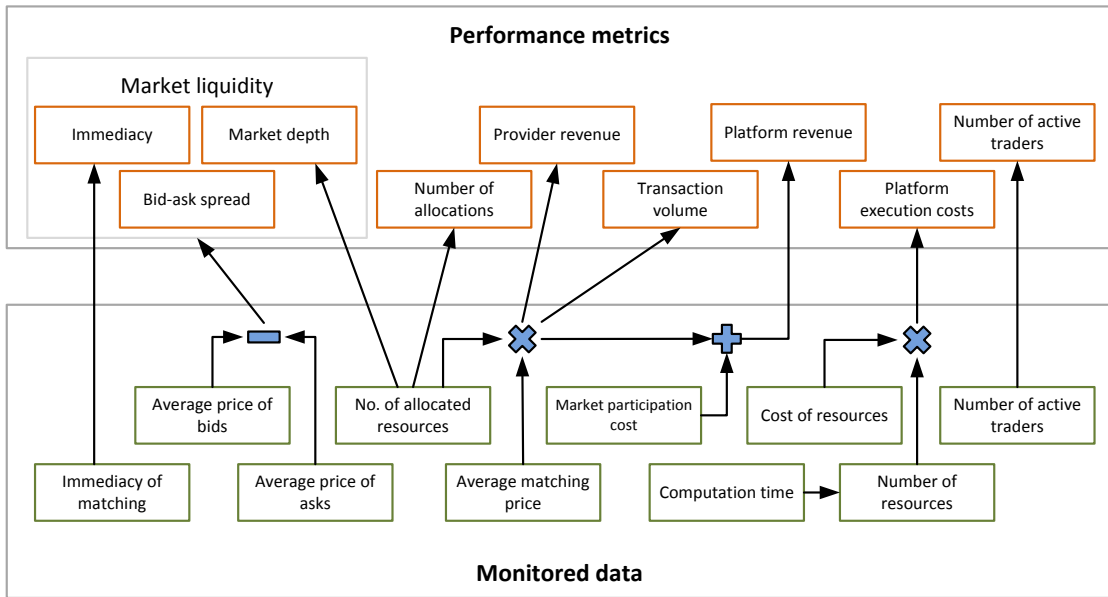 Performance metrics
Market liquidity
Immediacy
Market depth
Bid-ask spread
Number of
allocations
Provider revenue
Transaction
volume
Platform revenue
Platform
execution costs
Number of active
traders
Average price of
bids
No. of allocated
resources
Market participation
cost
Cost of resources
Number of active
traders
Immediacy of
matching
Average price of
asks
Average matching
price
Computation time
Number of
resources
Monitored data